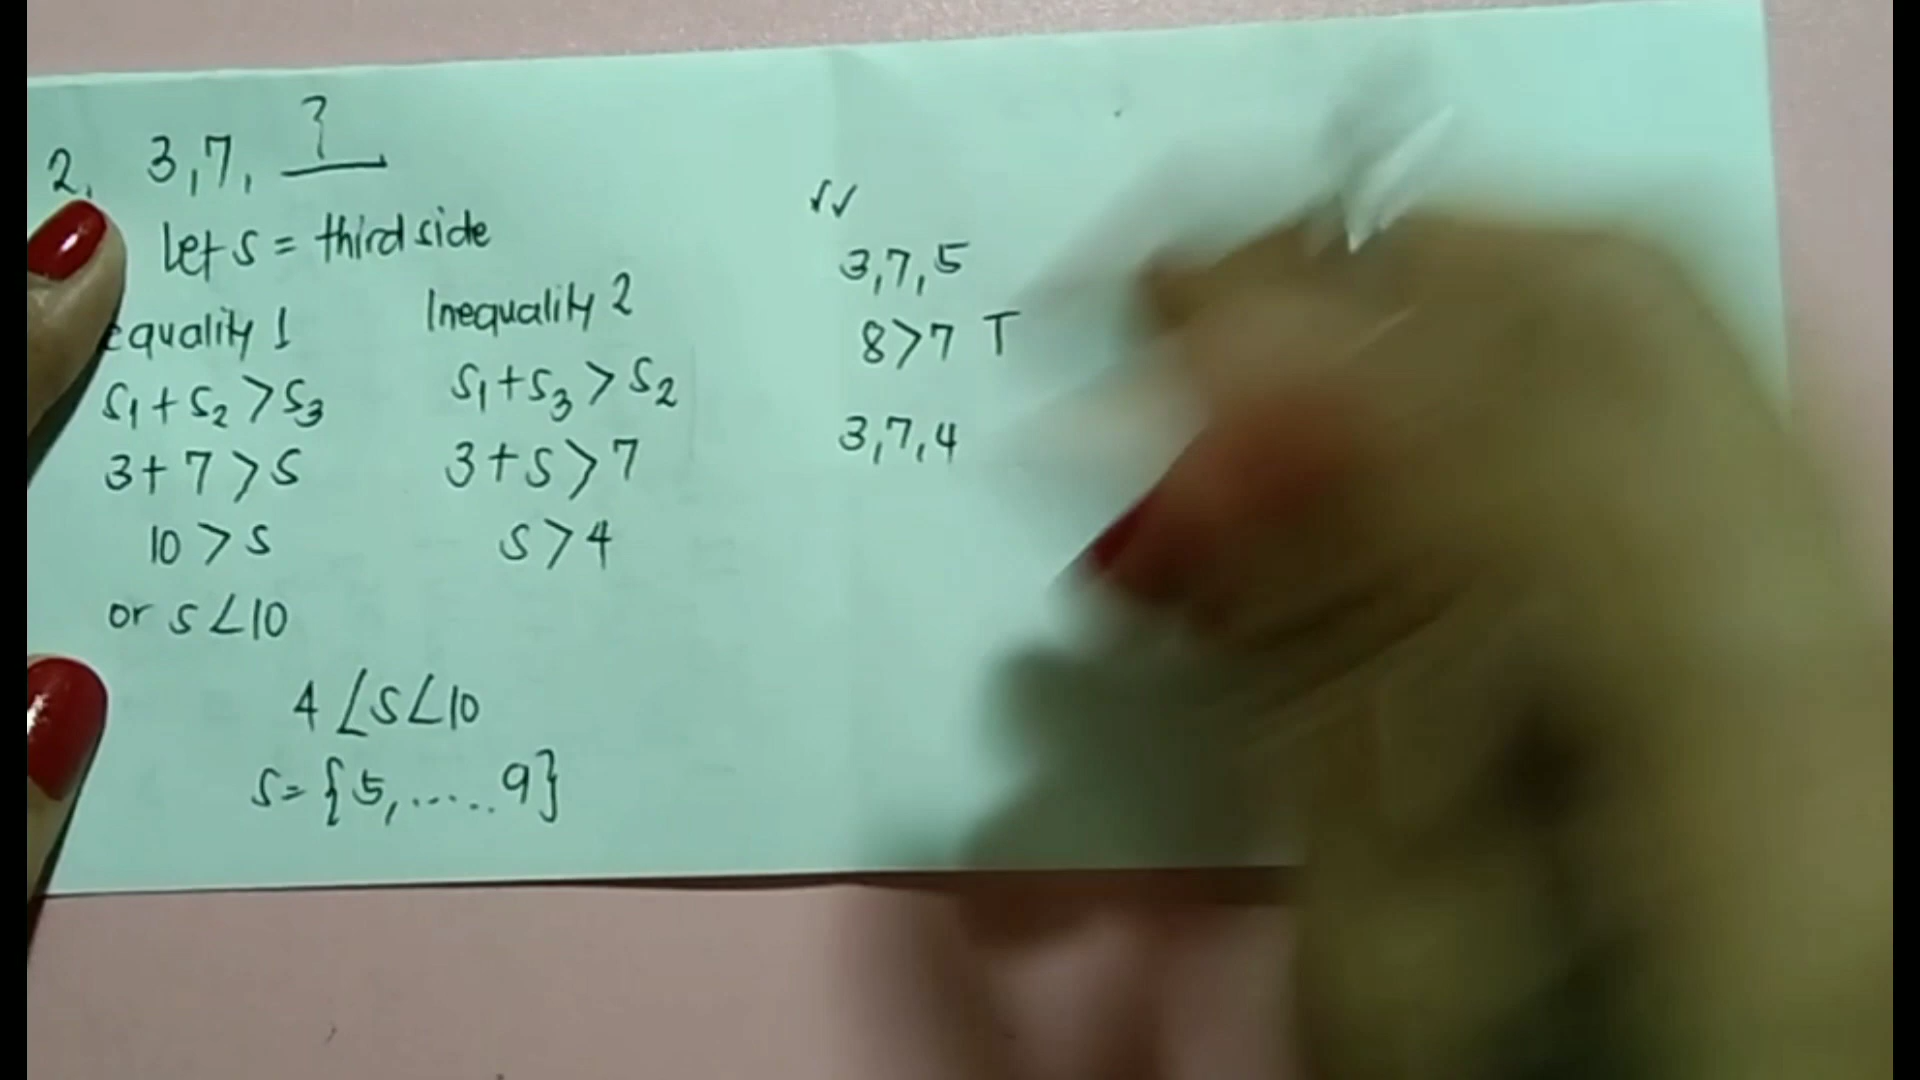 2. 3,7, ?
Let s = third side
equality 1
s₁+s₂>s₃
3+7>s
10>s
or s<10
Inequality 2
s₁+s₃>s₂
3+s>7
s>4
4<s<10
s={5,.....9}
✓✓
3,7,5
8>7 T
3,7,4